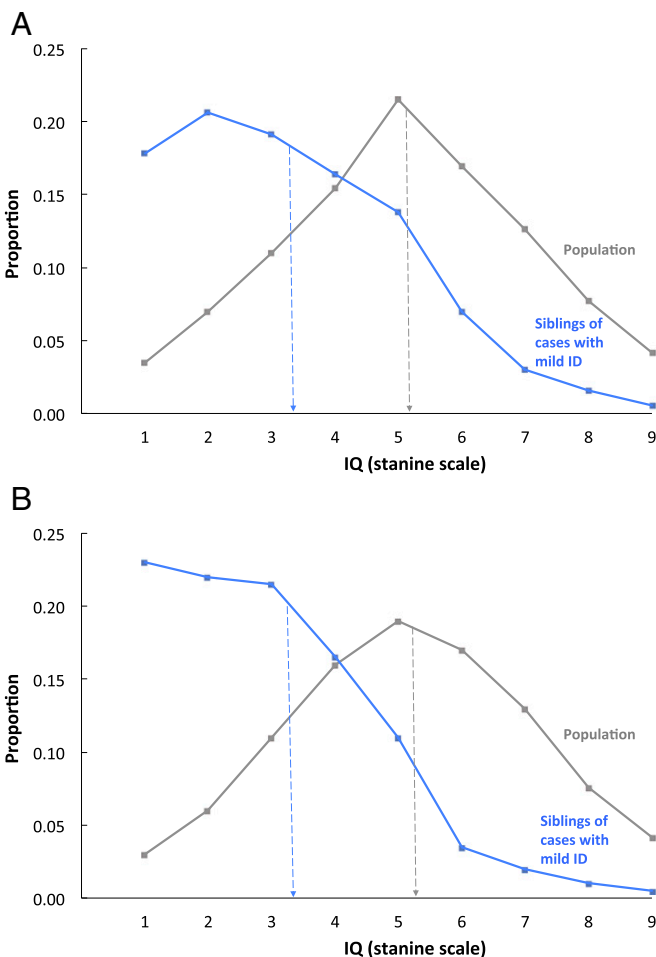 A
0.25
0.20
0.15
0.10
0.05
0.00
Proportion
Population
Siblings of
cases with
mild ID
1 2 3 4 5 6 7 8 9
IQ (stanine scale)
B
0.25
0.20
0.15
0.10
0.05
0.00
Proportion
Population
Siblings of
cases with
mild ID
1 2 3 4 5 6 7 8 9
IQ (stanine scale)